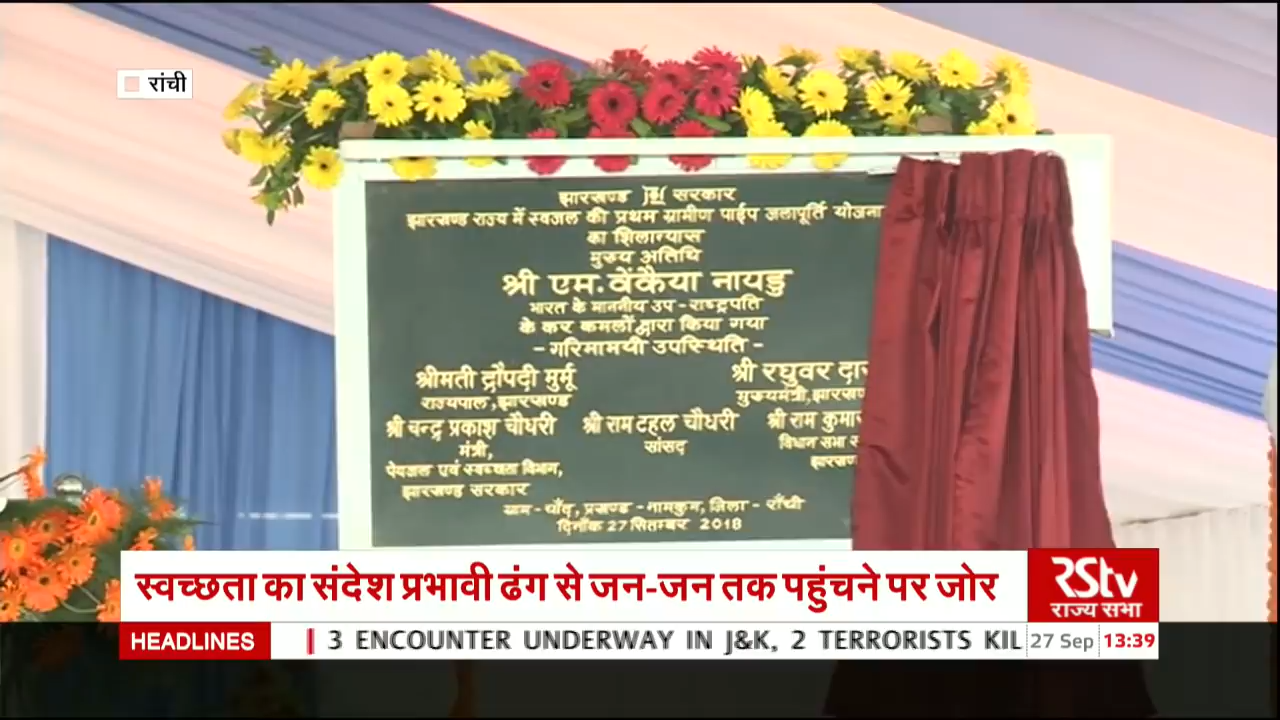 रांची
झारखण्ड सरकार
झारखण्ड राज्य में स्वजल की प्रथम ग्रामीण पाईप जलापूर्ति योजना
का शिलान्यास
मुख्य अतिथि
श्री एम. वेंकैया नायडु
भारत के माननीय उप-राष्ट्रपति
के कर कमलों द्वारा किया गया
- गरिमामयी उपस्थिति -
श्रीमती द्रौपदी मुर्मू श्री रघुवर
राज्यपाल, झारखण्ड मुख्यमंत्री,
श्री चन्द्र प्रकाश चौधरी श्री राम टहल चौधरी श्री राम कुमार
मंत्री, सांसद विधान सभा
पेयजल एवं स्वच्छता विभाग,
झारखण्ड सरकार
ग्राम - प्रखण्ड - नामकुम, जिला - राँची
दिनाँक 27 सितम्बर 2018
स्वच्छता का संदेश प्रभावी ढंग से जन-जन तक पहुंचने पर जोर
RStv
राज्य सभा
HEADLINES 3 ENCOUNTER UNDERWAY IN J&K, 2 TERRORISTS KIL 27 Sep 13:39